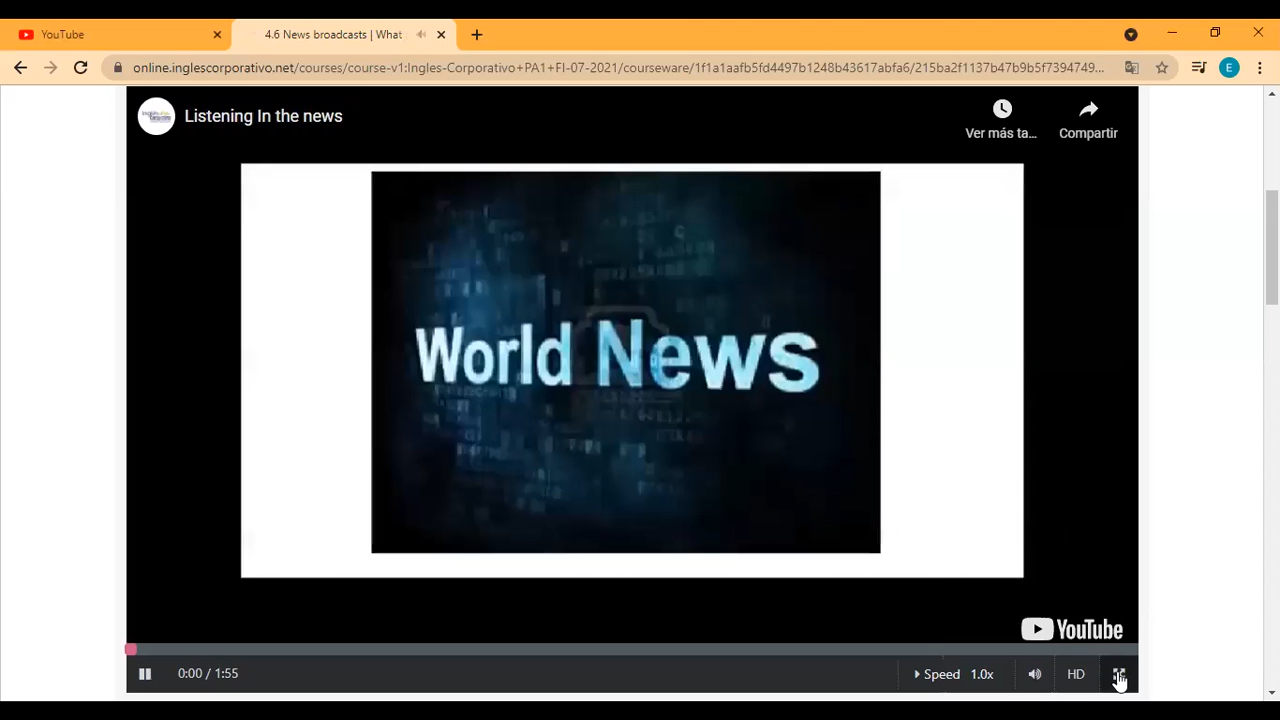 YouTube
4.6 News broadcasts | What
online.inglescorporativo.net/courses/course-v1:Ingles-Corporativo+PA1+FI-07-2021/courseware/1f1a1aafb5fd4497b1248b43617abfa6/215ba2f1137b47b9b5f7394749...
E
Listening In the news
Ver más ta...
Compartir
World News
YouTube
0:00 / 1:55
Speed 1.0x
HD